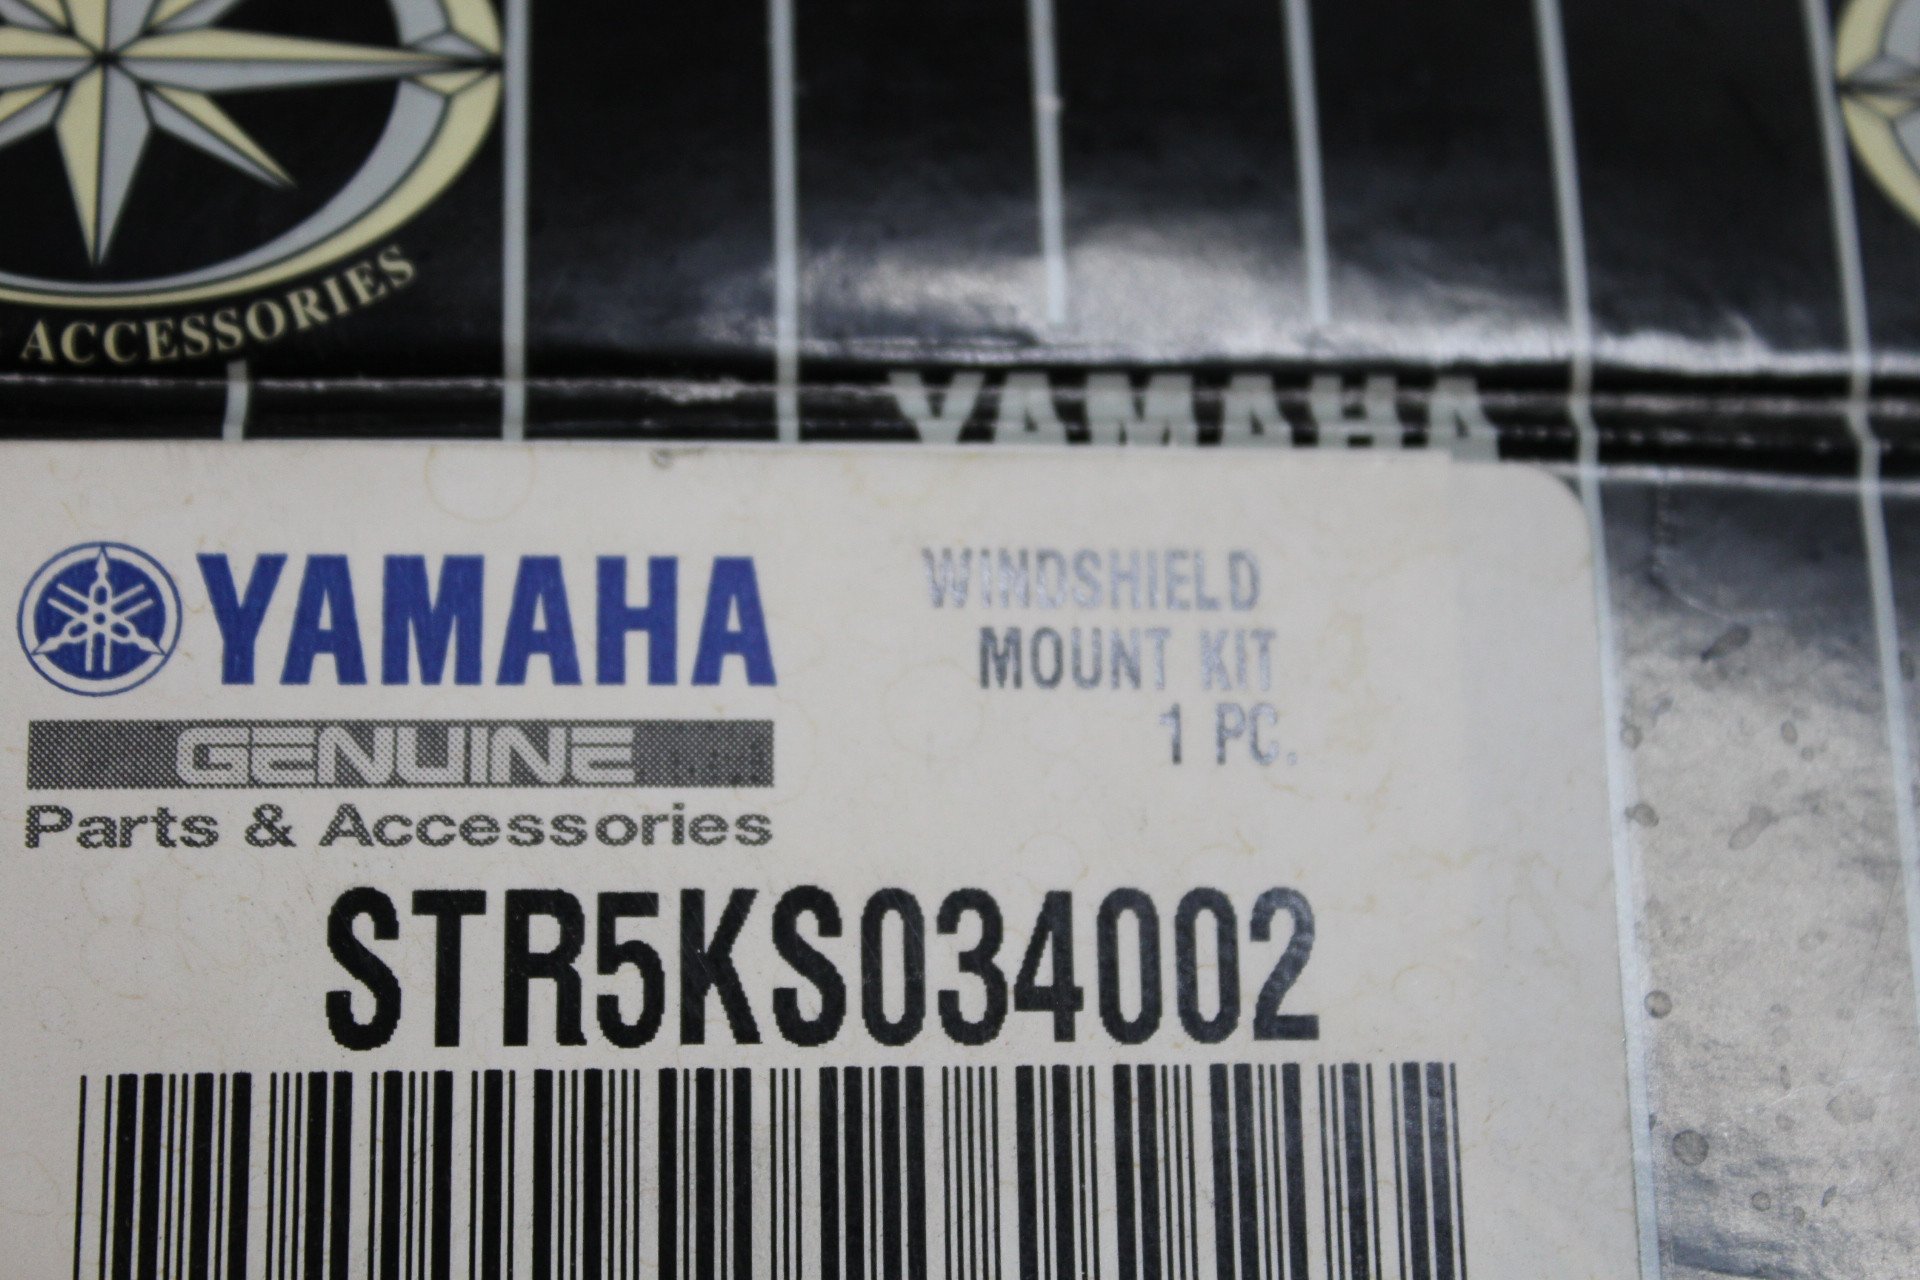 ACCESSORIES
YAMAHA
YAMAHA
GENUINE
Parts & Accessories
WINDSHIELD
MOUNT KIT
1 PC.
STR5KS034002